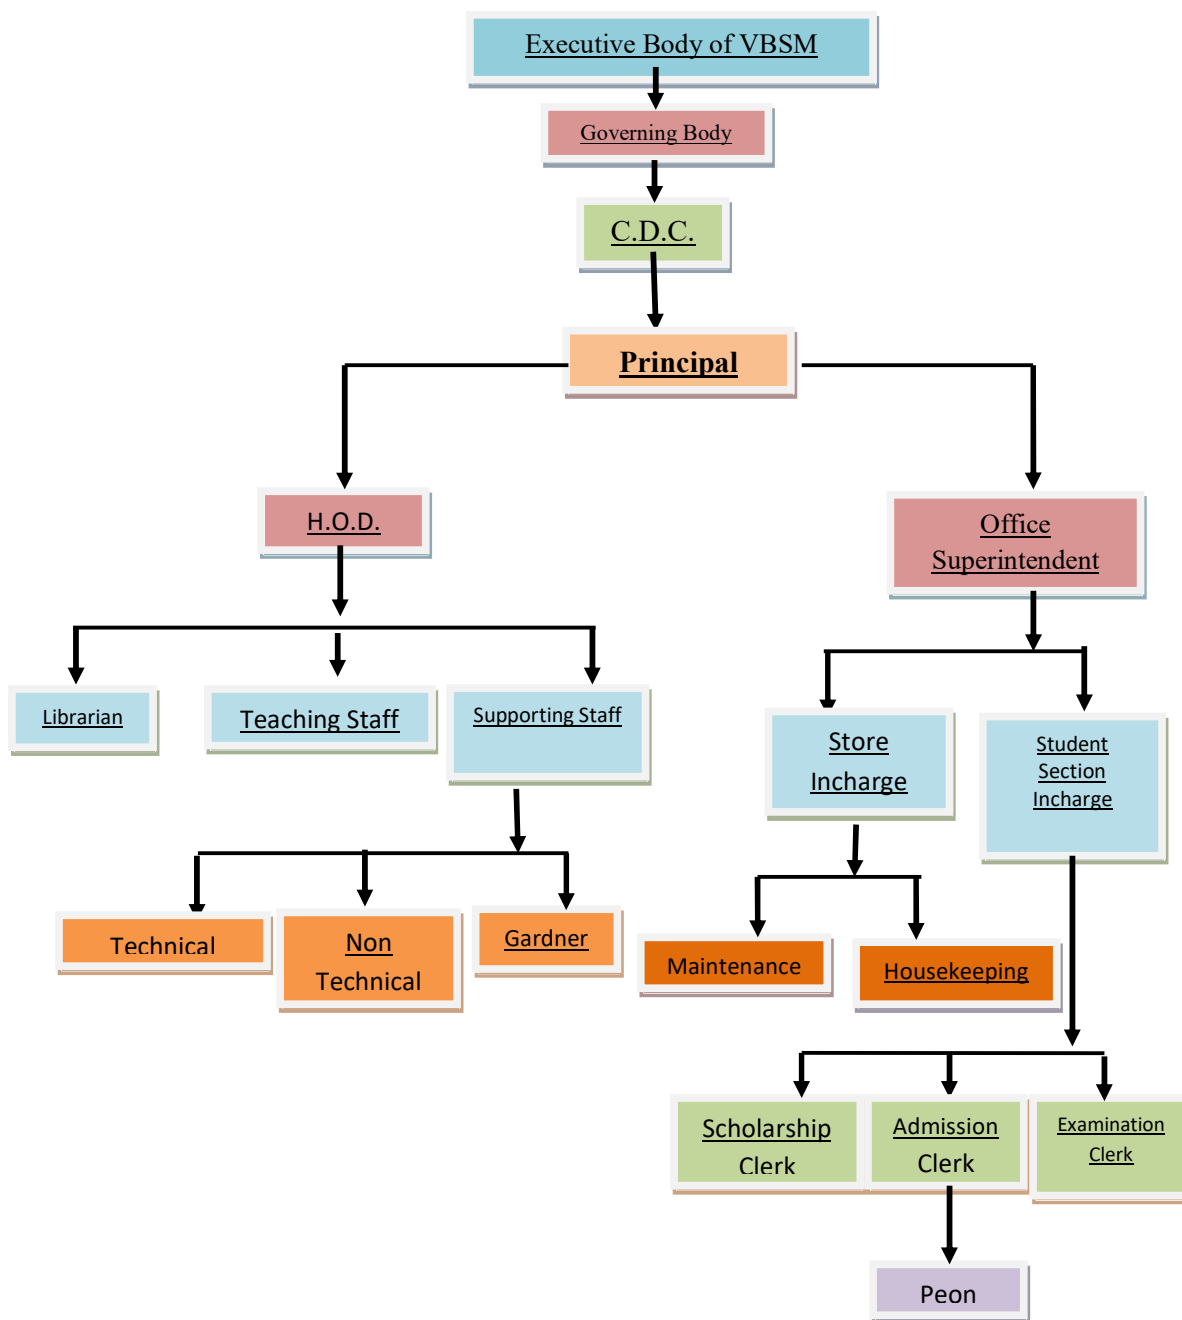 Executive Body of VBSM
Governing Body
C.D.C.
Principal
H.O.D.
Office
Superintendent
Librarian
Teaching Staff
Supporting Staff
Store
Incharge
Student
Section
Incharge
Technical
Non
Technical
Gardner
Maintenance
Housekeeping
Scholarship
Clerk
Admission
Clerk
Examination
Clerk
Peon